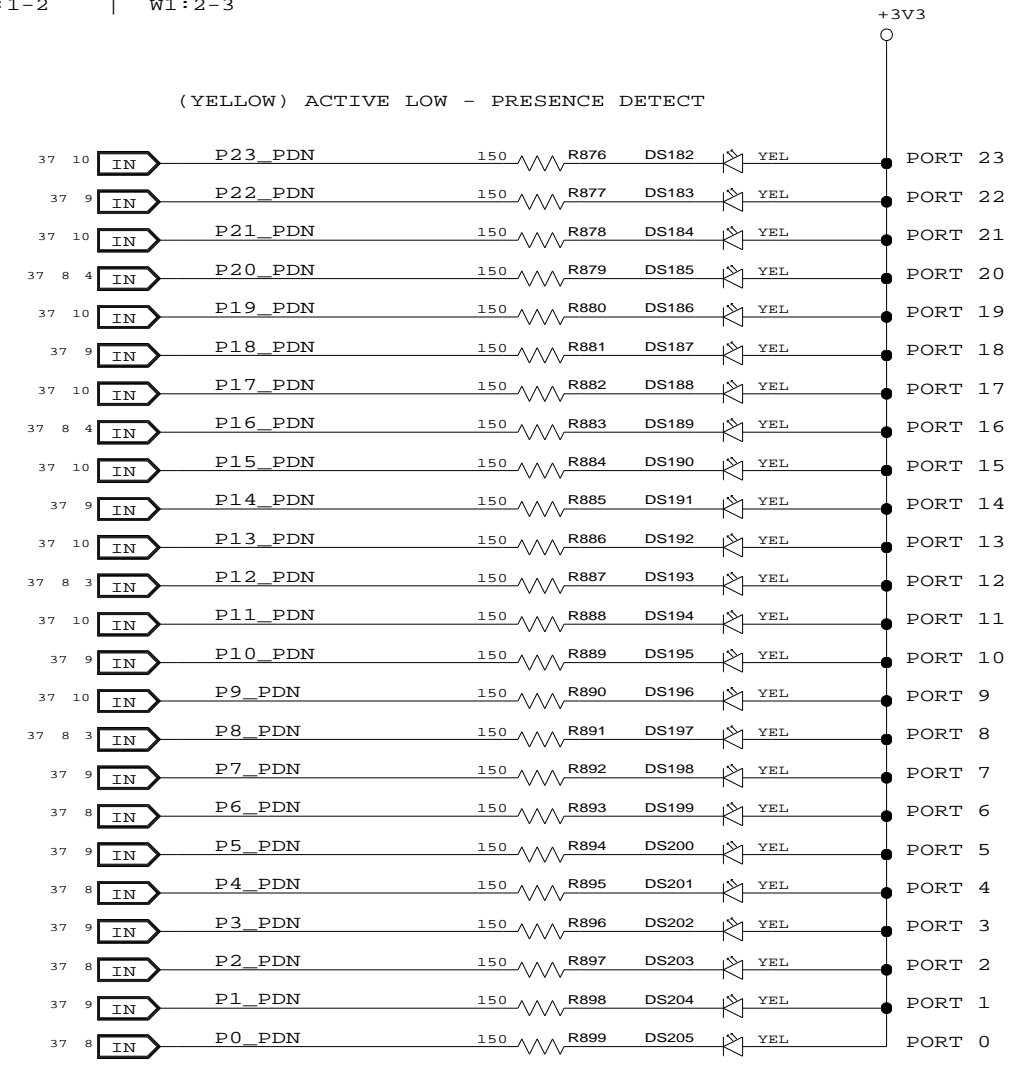 :1-2 | W1:2-3
+3V3
(YELLOW) ACTIVE LOW - PRESENCE DETECT
37 10 IN P23_PDN 150 R876 DS182 YEL PORT 23
37 9 IN P22_PDN 150 R877 DS183 YEL PORT 22
37 10 IN P21_PDN 150 R878 DS184 YEL PORT 21
37 8 4 IN P20_PDN 150 R879 DS185 YEL PORT 20
37 10 IN P19_PDN 150 R880 DS186 YEL PORT 19
37 9 IN P18_PDN 150 R881 DS187 YEL PORT 18
37 10 IN P17_PDN 150 R882 DS188 YEL PORT 17
37 8 4 IN P16_PDN 150 R883 DS189 YEL PORT 16
37 10 IN P15_PDN 150 R884 DS190 YEL PORT 15
37 9 IN P14_PDN 150 R885 DS191 YEL PORT 14
37 10 IN P13_PDN 150 R886 DS192 YEL PORT 13
37 8 3 IN P12_PDN 150 R887 DS193 YEL PORT 12
37 10 IN P11_PDN 150 R888 DS194 YEL PORT 11
37 9 IN P10_PDN 150 R889 DS195 YEL PORT 10
37 10 IN P9_PDN 150 R890 DS196 YEL PORT 9
37 8 3 IN P8_PDN 150 R891 DS197 YEL PORT 8
37 9 IN P7_PDN 150 R892 DS198 YEL PORT 7
37 8 IN P6_PDN 150 R893 DS199 YEL PORT 6
37 9 IN P5_PDN 150 R894 DS200 YEL PORT 5
37 8 IN P4_PDN 150 R895 DS201 YEL PORT 4
37 9 IN P3_PDN 150 R896 DS202 YEL PORT 3
37 8 IN P2_PDN 150 R897 DS203 YEL PORT 2
37 9 IN P1_PDN 150 R898 DS204 YEL PORT 1
37 8 IN P0_PDN 150 R899 DS205 YEL PORT 0